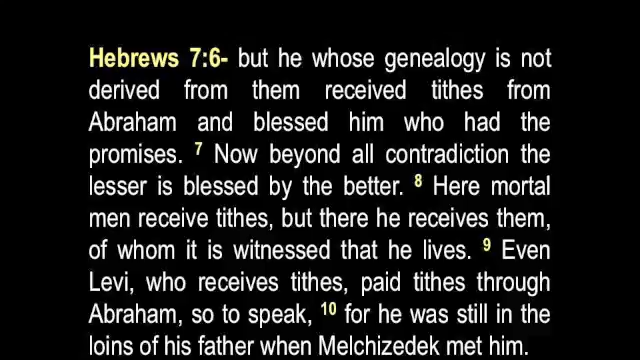 Hebrews 7:6- but he whose genealogy is not
derived from them received tithes from
Abraham and blessed him who had the
promises. 7 Now beyond all contradiction the
lesser is blessed by the better. 8 Here mortal
men receive tithes, but there he receives them,
of whom it is witnessed that he lives. 9 Even
Levi, who receives tithes, paid tithes through
Abraham, so to speak, 10 for he was still in the
loins of his father when Melchizedek met him.